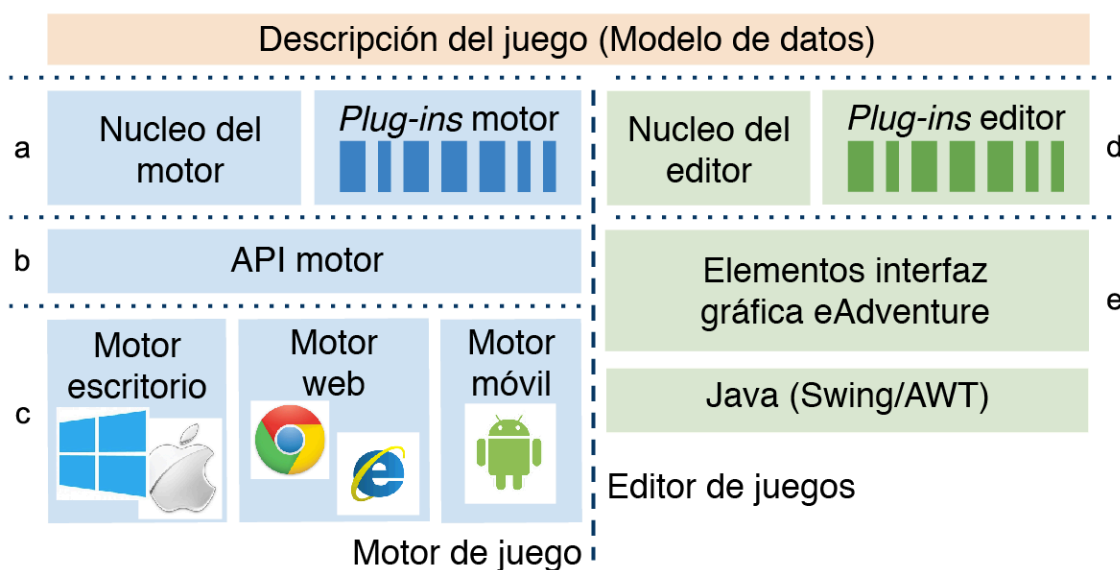 Descripción del juego (Modelo de datos)
a
Nucleo del
motor
Plug-ins motor
Nucleo del
editor
Plug-ins editor
d
b
API motor
Elementos interfaz
gráfica eAdventure
e
c
Motor
escritorio
Motor
web
Motor
móvil
Java (Swing/AWT)
Editor de juegos
Motor de juego